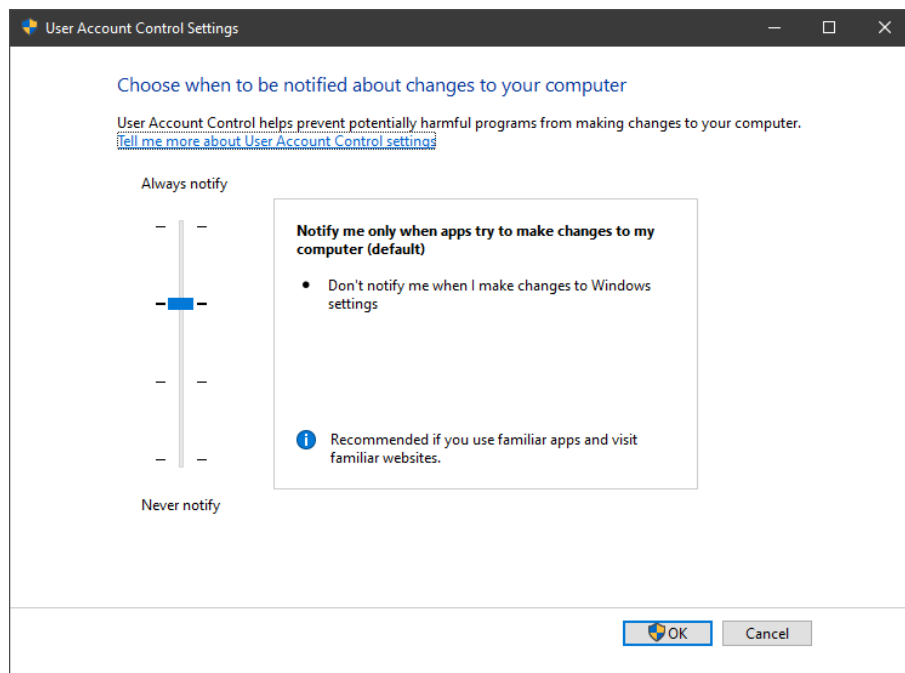 User Account Control Settings
Choose when to be notified about changes to your computer
User Account Control helps prevent potentially harmful programs from making changes to your computer.
Tell me more about User Account Control settings
Always notify
Notify me only when apps try to make changes to my
computer (default)
• Don't notify me when I make changes to Windows
settings
Recommended if you use familiar apps and visit
familiar websites.
Never notify
OK
Cancel